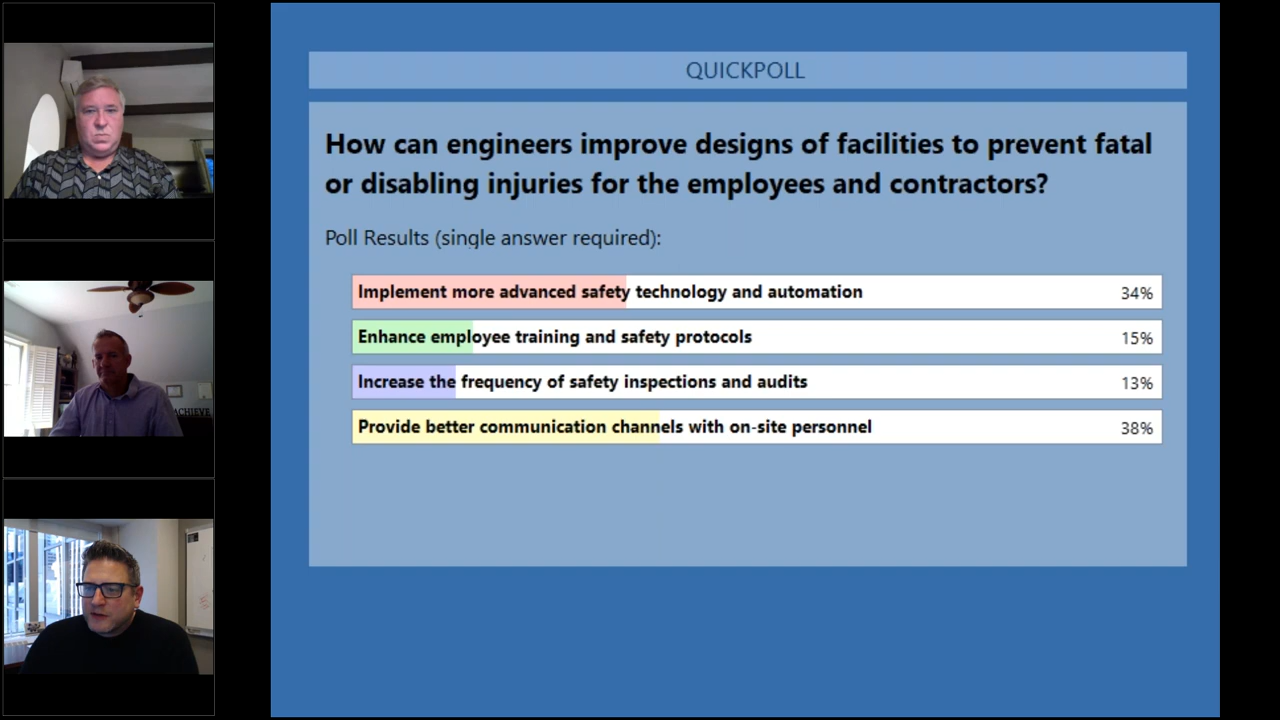 QUICKPOLL
How can engineers improve designs of facilities to prevent fatal
or disabling injuries for the employees and contractors?
Poll Results (single answer required):
Implement more advanced safety technology and automation 34%
Enhance employee training and safety protocols 15%
Increase the frequency of safety inspections and audits 13%
Provide better communication channels with on-site personnel 38%
ACHIEVE